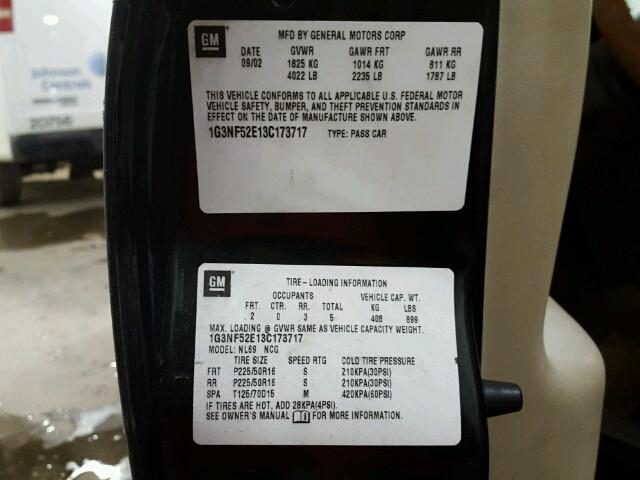 Johnson
Controls
GM
MFD BY GENERAL MOTORS CORP
DATE GVWR GAWR FRT GAWR RR
09/02 1825 KG 1014 KG 811 KG
4022 LB 2235 LB 1787 LB
THIS VEHICLE CONFORMS TO ALL APPLICABLE U.S. FEDERAL MOTOR
VEHICLE SAFETY, BUMPER, AND THEFT PREVENTION STANDARDS IN
EFFECT ON THE DATE OF MANUFACTURE SHOWN ABOVE.
1G3NF52E13C173717 TYPE: PASS CAR
GM
TIRE-LOADING INFORMATION
OCCUPANTS VEHICLE CAP. WT.
FRT. CTR. RR. TOTAL KG LBS
2 0 3 5 408 899
MAX. LOADING @ GVWR SAME AS VEHICLE CAPACITY WEIGHT.
1G3NF52E13C173717
MODEL: NL69 NCG
TIRE SIZE SPEED RTG COLD TIRE PRESSURE
FRT P225/50R16 S 210KPA(30PSI)
RR P225/50R16 S 210KPA(30PSI)
SPA T125/70D15 M 420KPA(60PSI)
IF TIRES ARE HOT, ADD 28KPA(4PSI).
SEE OWNER'S MANUAL FOR MORE INFORMATION.